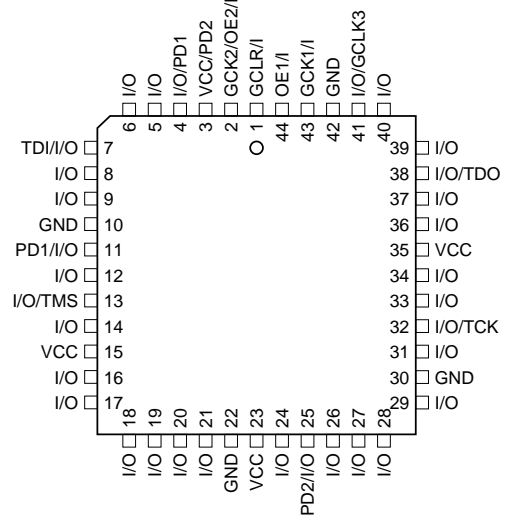 I/O
I/O
I/O/PD1
VCC/PD2
GCK2/OE2/I
GCLR/I
OE1/I
GCK1/I
GND
I/O/GCLK3
I/O
6
5
4
3
2
1
44
43
42
41
40
TDI/I/O 7
I/O 8
I/O 9
GND 10
PD1/I/O 11
I/O 12
I/O/TMS 13
I/O 14
VCC 15
I/O 16
I/O 17
39 I/O
38 I/O/TDO
37 I/O
36 I/O
35 VCC
34 I/O
33 I/O
32 I/O/TCK
31 I/O
30 GND
29 I/O
18
19
20
21
22
23
24
25
26
27
28
I/O
I/O
I/O
I/O
GND
VCC
I/O
PD2/I/O
I/O
I/O
I/O